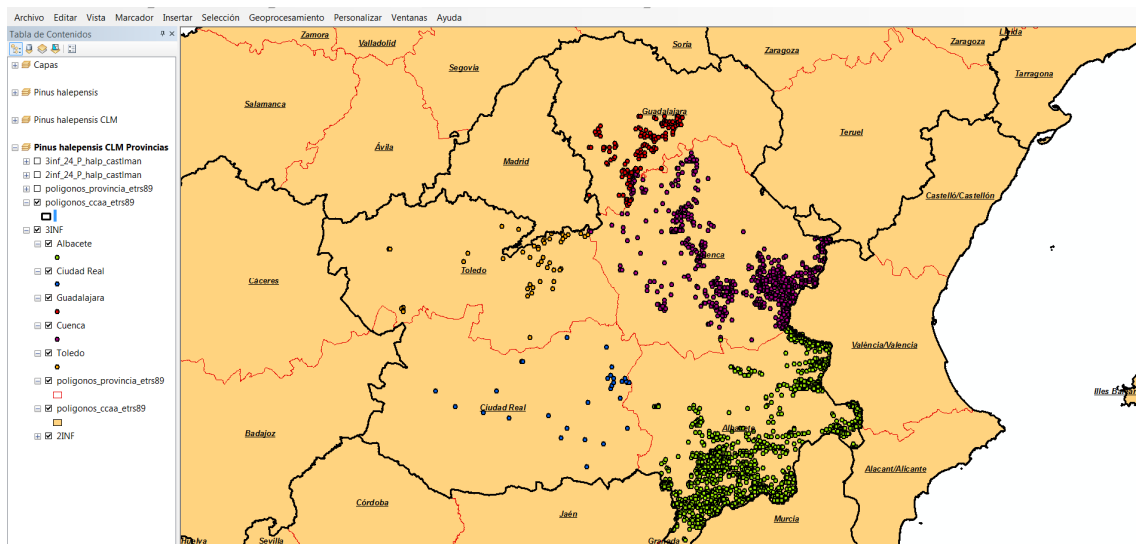 Archivo Editar Vista Marcador Insertar Selección Geoprocesamiento Personalizar Ventanas Ayuda
Tabla de Contenidos
Capas
Pinus halepensis
Pinus halepensis CLM
Pinus halepensis CLM Provincias
3inf_24_P_halp_castlman
2inf_24_P_halp_castlman
poligonos_provincia_etrs89
poligonos_ccaa_etrs89
3INF
Albacete
Ciudad Real
Guadalajara
Cuenca
Toledo
poligonos_provincia_etrs89
poligonos_ccaa_etrs89
2INF
Zamora
Valladolid
Soria
Zaragoza
Zaragoza
Lleida
Segovia
Tarragona
Salamanca
Guadalajara
Teruel
Ávila
Madrid
Castelló/Castellón
Toledo
Cáceres
València/Valencia
Ciudad Real
Albacete
Badajoz
Alacant/Alicante
Córdoba
Jaén
Murcia
Huelva
Sevilla
Granada